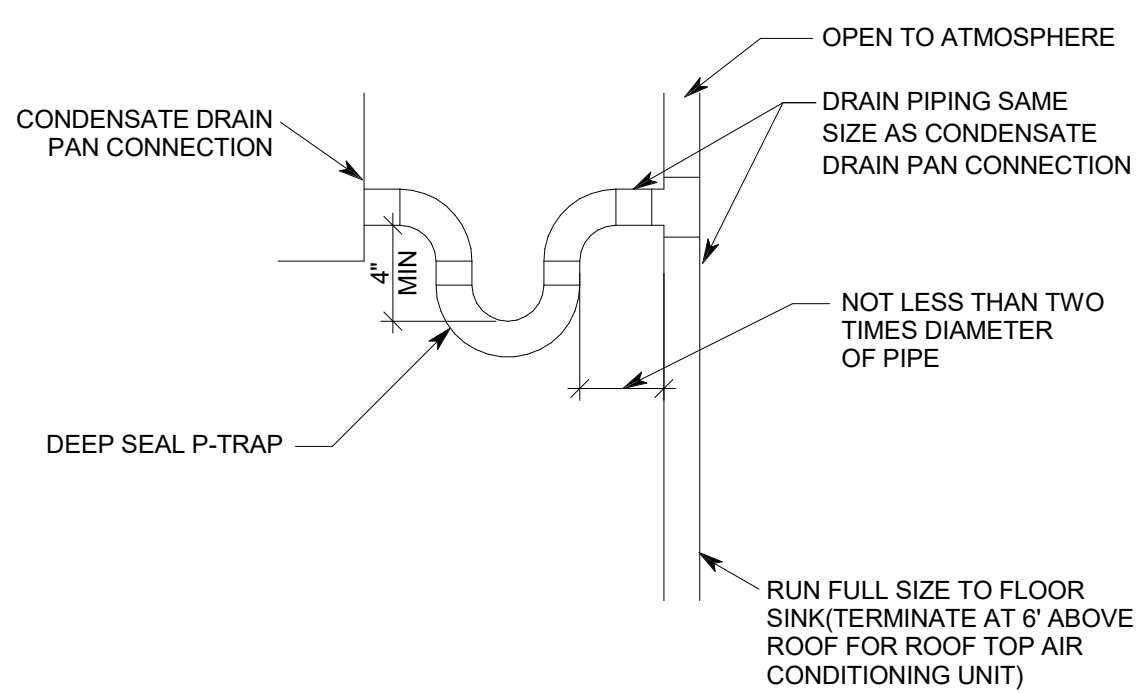 OPEN TO ATMOSPHERE
CONDENSATE DRAIN
PAN CONNECTION
DRAIN PIPING SAME
SIZE AS CONDENSATE
DRAIN PAN CONNECTION
4"
MIN
NOT LESS THAN TWO
TIMES DIAMETER
OF PIPE
DEEP SEAL P-TRAP
RUN FULL SIZE TO FLOOR
SINK(TERMINATE AT 6' ABOVE
ROOF FOR ROOF TOP AIR
CONDITIONING UNIT)